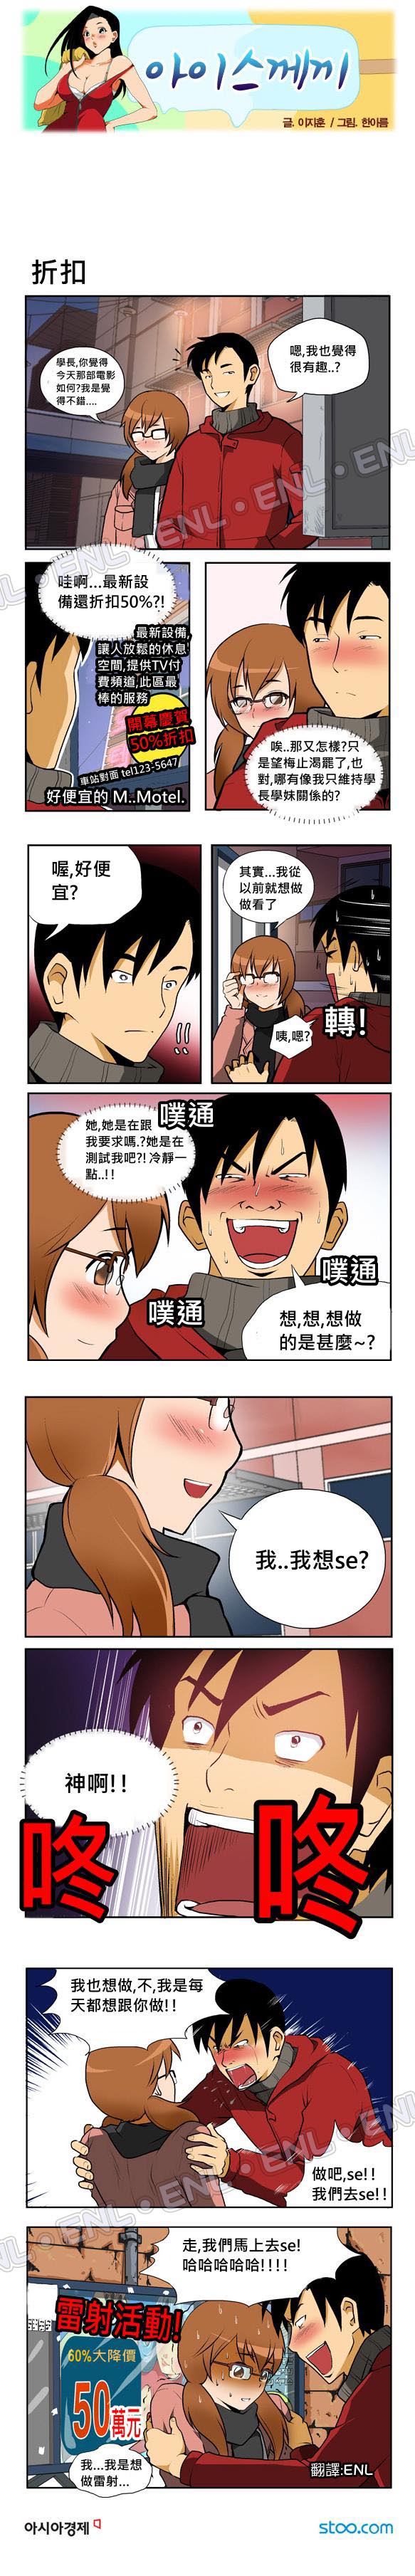 아이스께끼
글. 이지훈 / 그림. 한아름
折扣
學長,你覺得
今天那部電影
如何?我是覺
得不錯....
嗯,我也覺得
很有趣..?
哇啊...最新設
備還折扣50%?!
最新設備,
讓人放鬆的休息
空間,提供TV付
費頻道,此區最
棒的服務
開幕慶賀
50%折扣
車站對面 tel123-5647
好便宜的 M..Motel.
唉..那又怎樣?只
是望梅止渴罷了,也
對,哪有像我只維持學
長學妹關係的?
喔,好便
宜?
其實...我從
以前就想做
做看了
咦,嗯?
轉!
她,她是在跟
我要求嗎.?她是在
測試我吧?!冷靜一
點..!!
噗通
噗通
噗通
想,想,想做
的是甚麼~?
我..我想se?
神啊!!
咚
咚
我也想做,不,我是每
天都想跟你做!!
做吧,se!!
我們去se!!
走,我們馬上去se!
哈哈哈哈哈!!!!
雷射活動!
60%大降價
50萬元
我...我是想
做雷射...
翻譯:ENL
아시아경제
stoo.com
ENL • ENL • ENL
ENL
ENL • ENL • ENL
ENL